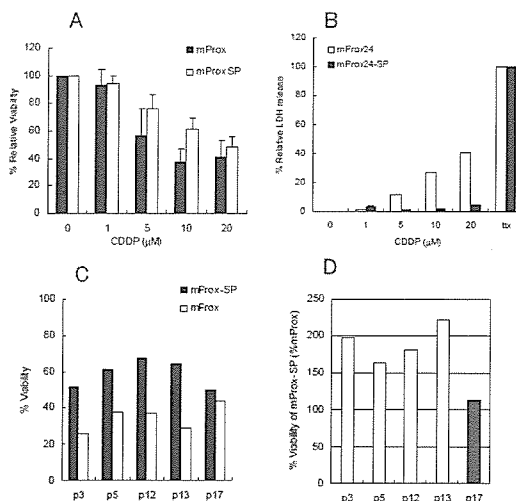 A
mProx
mProx SP
% Relative Viability
120
100
80
60
40
20
0
0 1 5 10 20
CDDP (μM)
B
mProx24
mProx24-SP
% Relative LDH release
120
100
80
60
40
20
0
0 1 5 10 20 ttx
CDDP (μM)
C
mProx-SP
mProx
% Viability
100
80
60
40
20
0
p3 p5 p12 p13 p17
D
% Viability of mProx-SP (%mProx)
250
200
150
100
50
0
p3 p5 p12 p13 p17